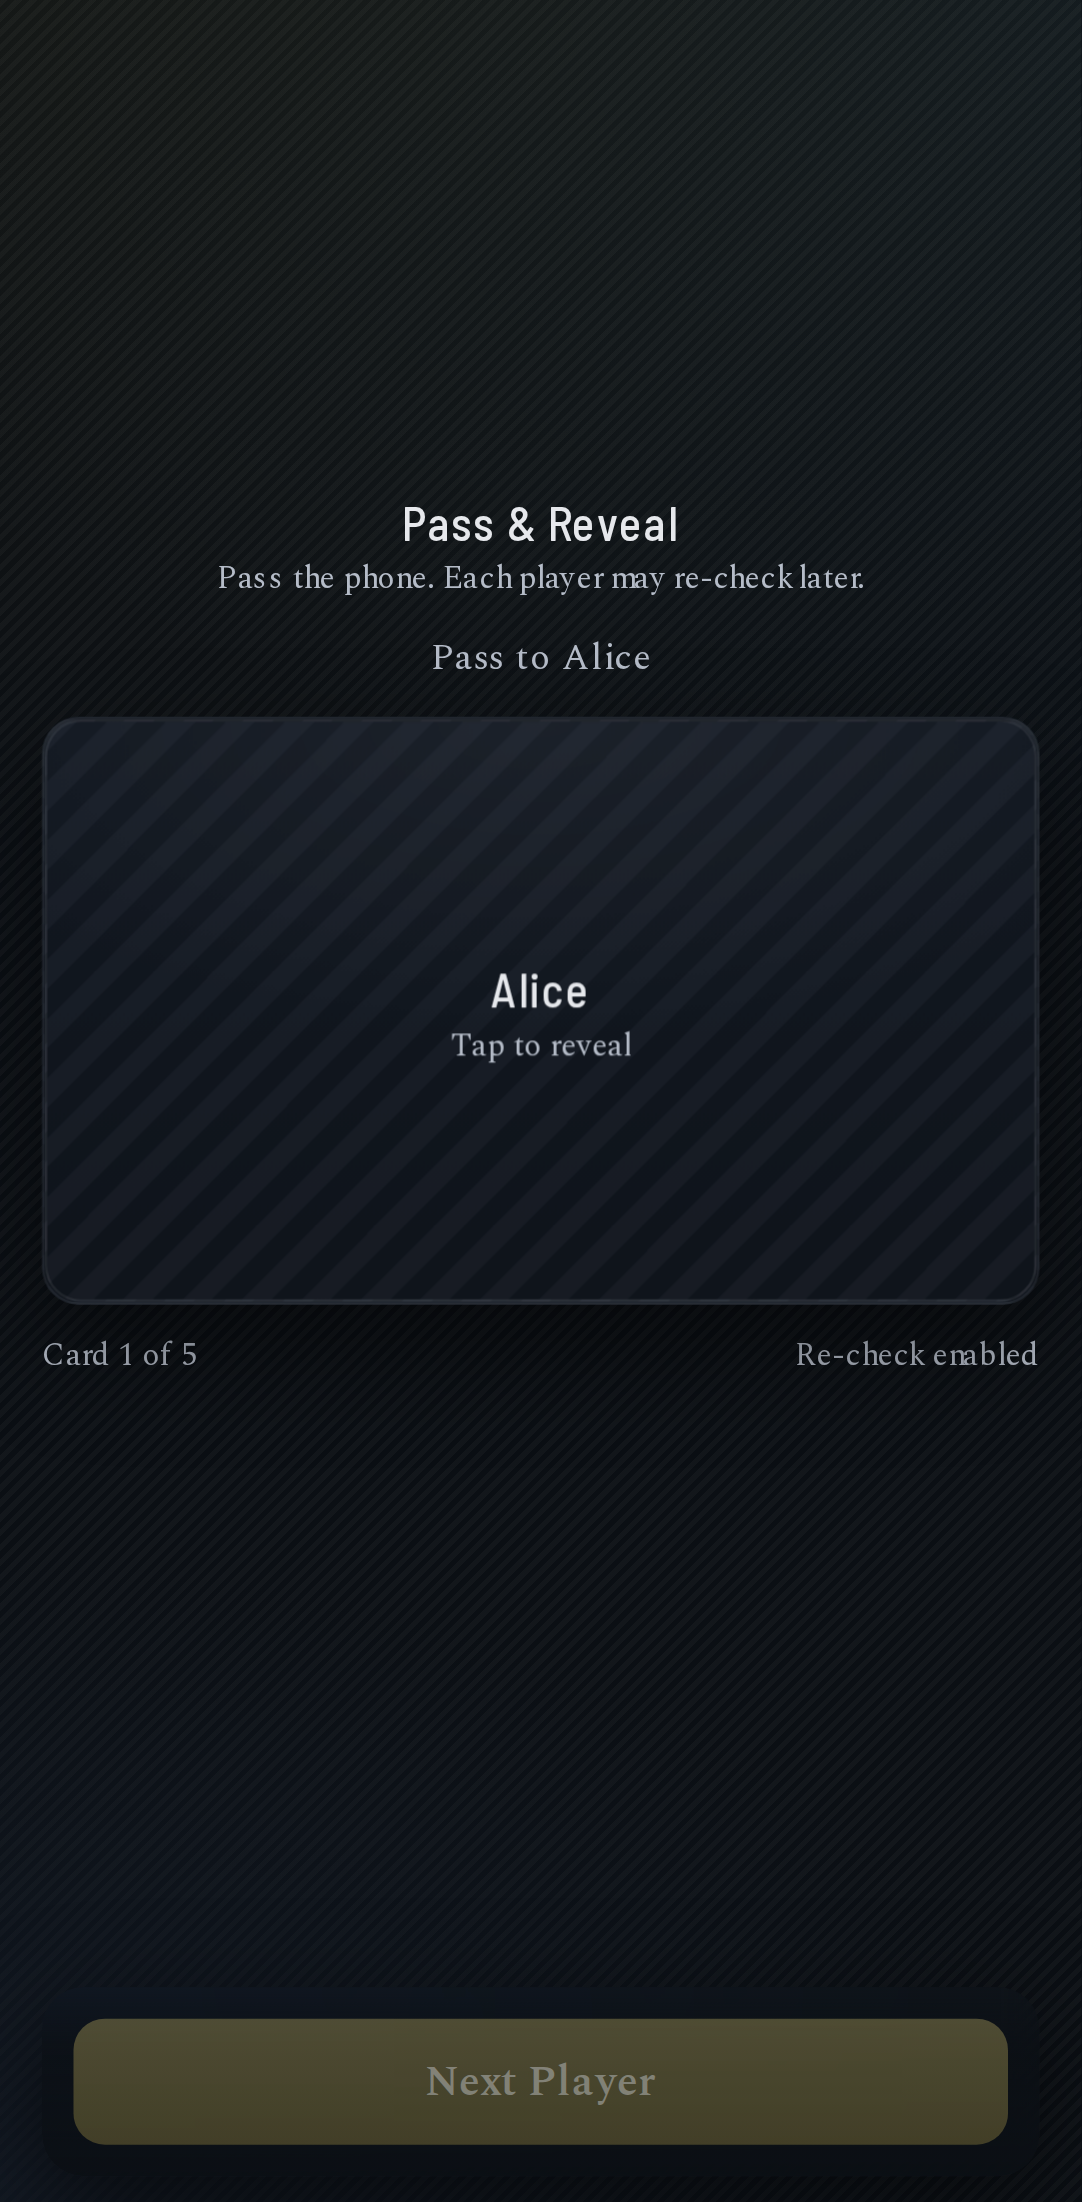 Pass & Reveal
Pass the phone. Each player may re-check later.
Pass to Alice
Alice
Tap to reveal
Card 1 of 5
Re-check enabled
Next Player